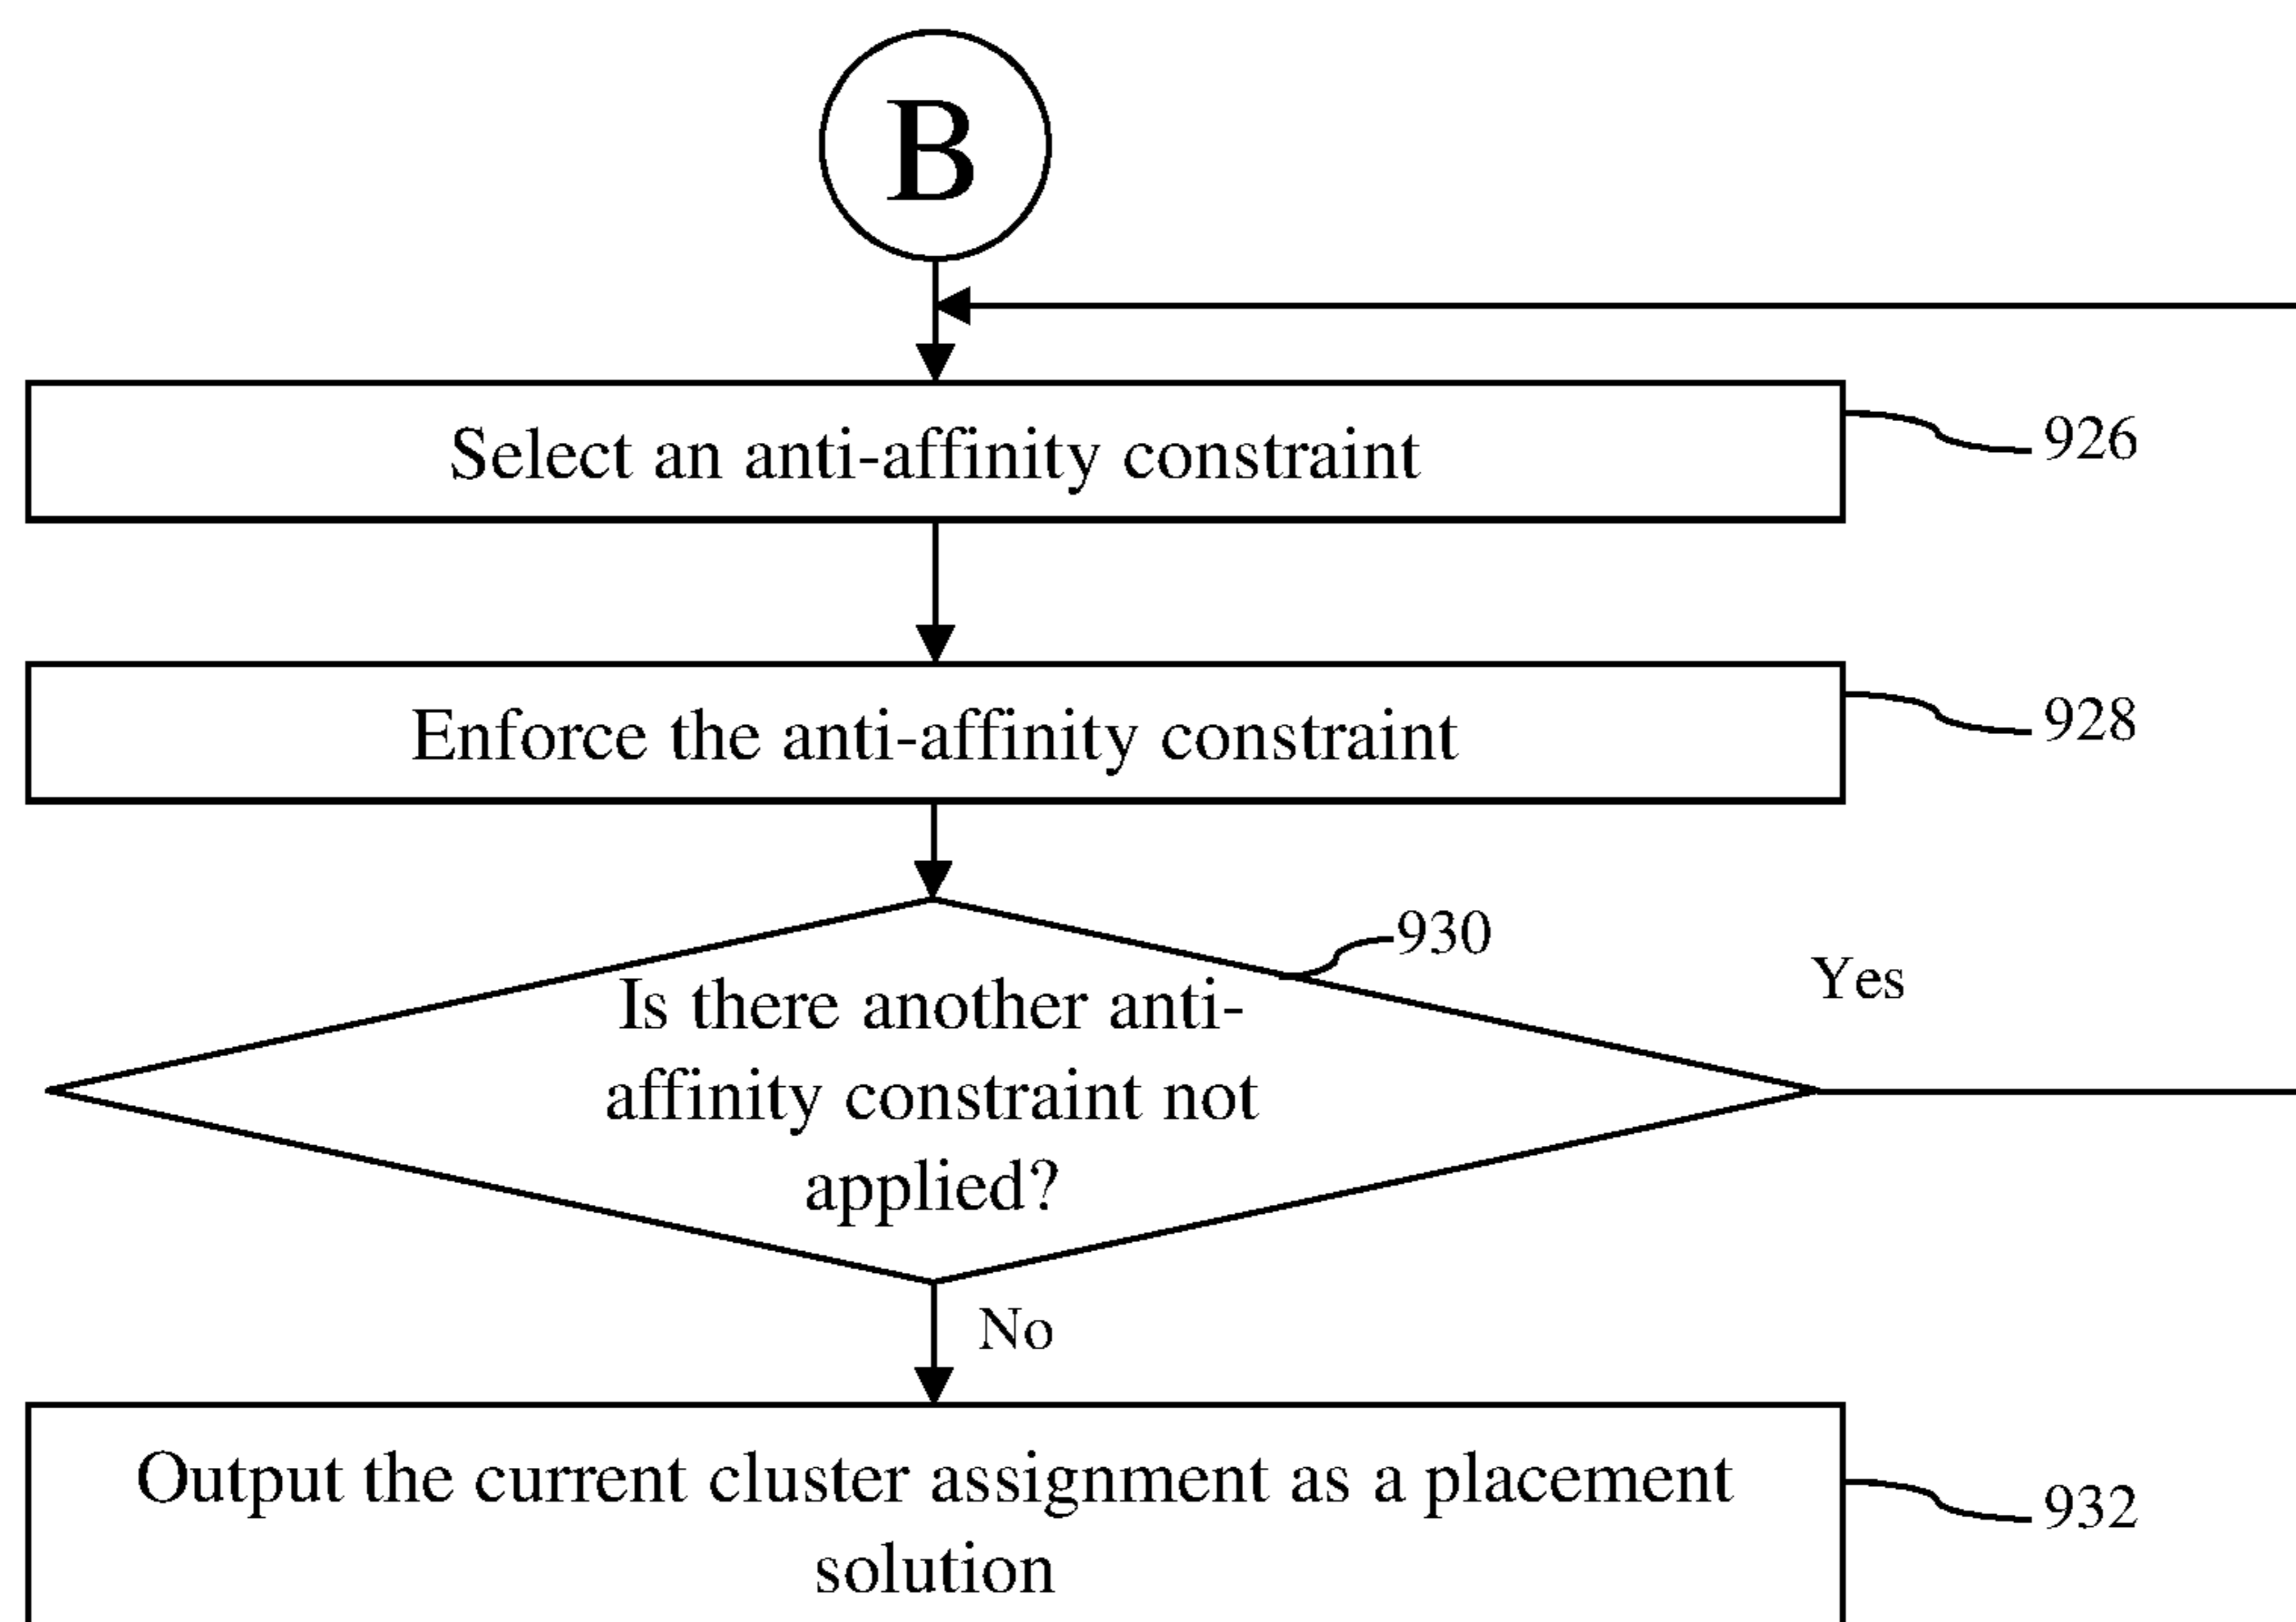 B
Select an anti-affinity constraint
926
Enforce the anti-affinity constraint
928
930
Is there another anti-
affinity constraint not
applied?
Yes
No
Output the current cluster assignment as a placement
solution
932